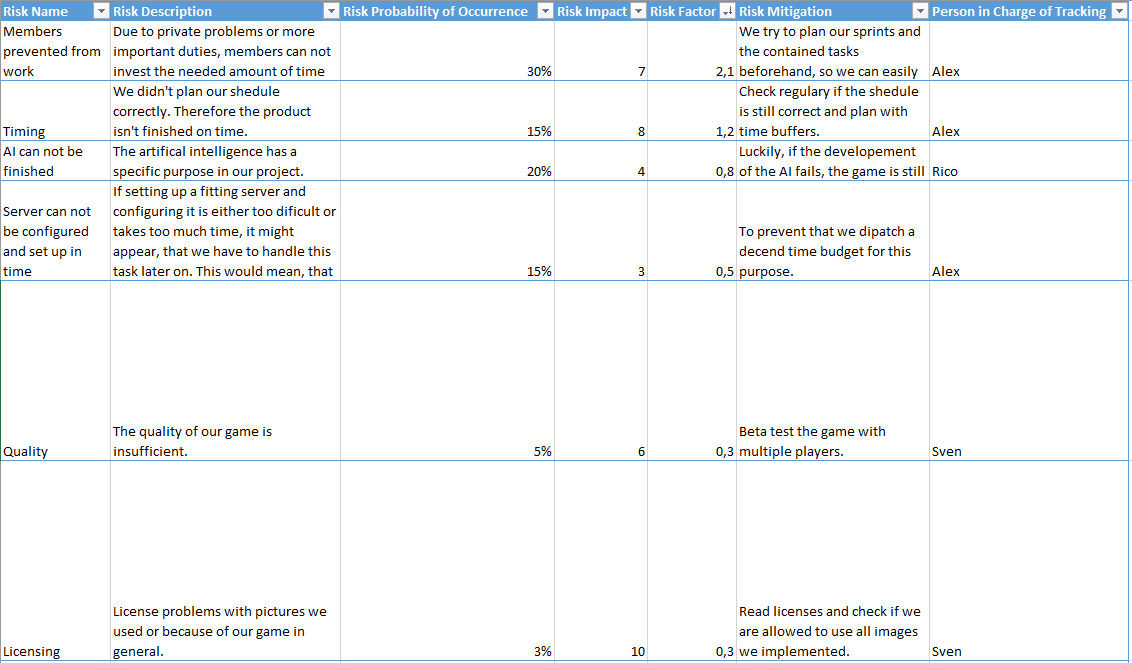 Risk Name Risk Description Risk Probability of Occurrence Risk Impact Risk Factor Risk Mitigation Person in Charge of Tracking
Members
prevented from
work
Due to private problems or more
important duties, members can not
invest the needed amount of time
30%
7
2,1
We try to plan our sprints and
the contained tasks
beforehand, so we can easily
Alex
Timing
We didn't plan our shedule
correctly. Therefore the product
isn't finished on time.
15%
8
1,2
Check regulary if the shedule
is still correct and plan with
time buffers.
Alex
AI can not be
finished
The artifical intelligence has a
specific purpose in our project.
20%
4
0,8
Luckily, if the developement
of the AI fails, the game is still
Rico
Server can not
be configured
and set up in
time
If setting up a fitting server and
configuring it is either too dificult or
takes too much time, it might
appear, that we have to handle this
task later on. This would mean, that
15%
3
0,5
To prevent that we dipatch a
decend time budget for this
purpose.
Alex
Quality
The quality of our game is
insufficient.
5%
6
0,3
Beta test the game with
multiple players.
Sven
Licensing
License problems with pictures we
used or because of our game in
general.
3%
10
0,3
Read licenses and check if we
are allowed to use all images
we implemented.
Sven